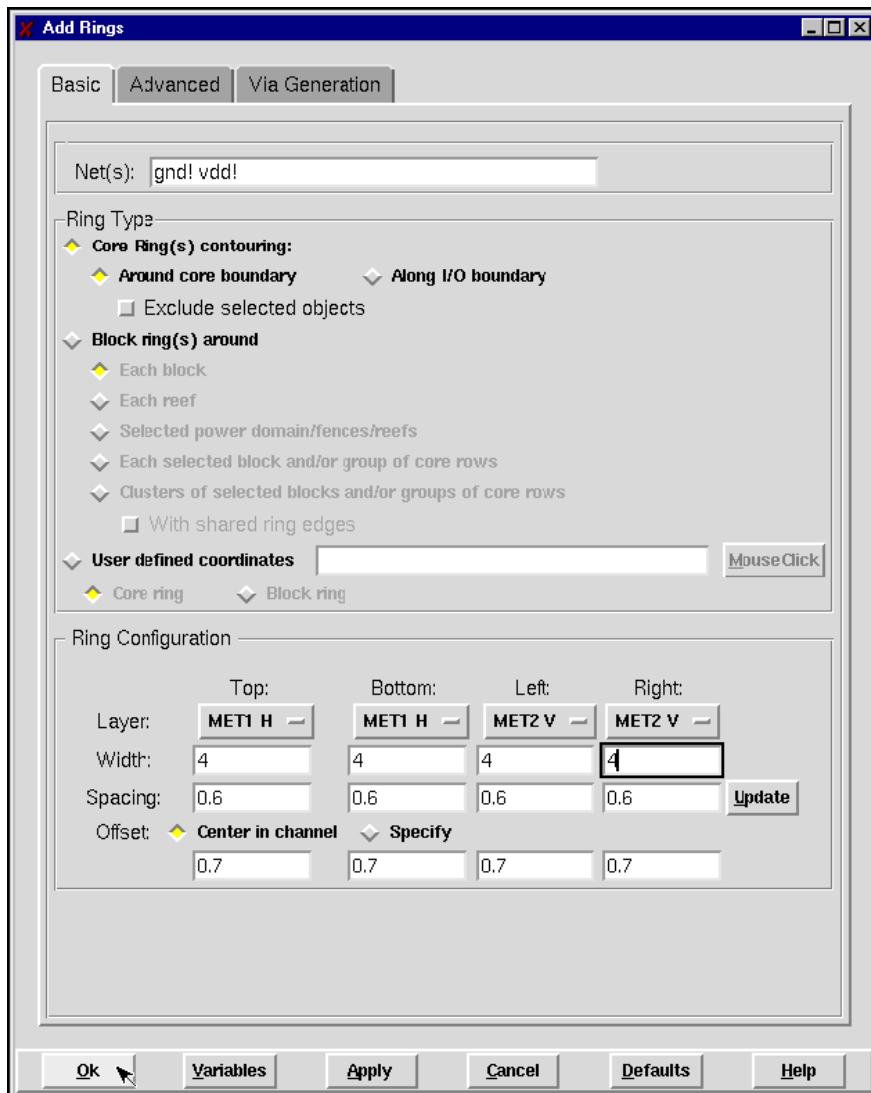 Add Rings
Basic Advanced Via Generation
Net(s): gnd! vdd!
Ring Type
Core Ring(s) contouring:
Around core boundary Along I/O boundary
Exclude selected objects
Block ring(s) around
Each block
Each reef
Selected power domain/fences/reefs
Each selected block and/or group of core rows
Clusters of selected blocks and/or groups of core rows
With shared ring edges
User defined coordinates MouseClick
Core ring Block ring
Ring Configuration
Top: Bottom: Left: Right:
Layer: MET1 H MET1 H MET2 V MET2 V
Width: 4 4 4 4
Spacing: 0.6 0.6 0.6 0.6 Update
Offset: Center in channel Specify
0.7 0.7 0.7 0.7
Ok Variables Apply Cancel Defaults Help